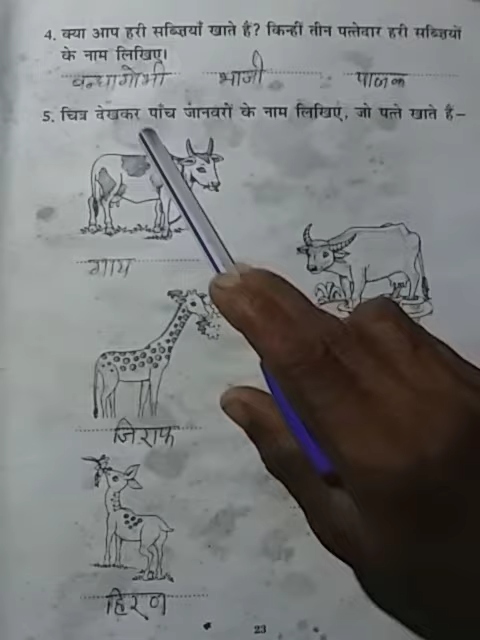 4. क्या आप हरी सब्ज़ियाँ खाते हैं? किन्हीं तीन पत्तेदार हरी सब्ज़ियों
के नाम लिखिए।
बन्धागोभी भाजी पालक
5. चित्र देखकर पाँच जानवरों के नाम लिखिए, जो पत्ते खाते हैं–
गाय
जिराफ
हिरण
23